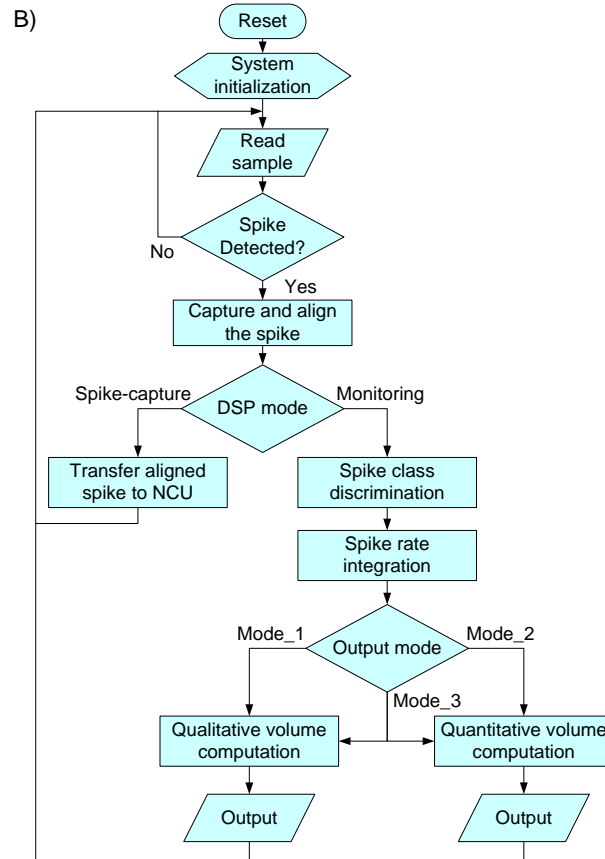 B)
Reset
System
initialization
Read
sample
Spike
Detected?
No
Yes
Capture and align
the spike
Spike-capture
DSP mode
Monitoring
Transfer aligned
spike to NCU
Spike class
discrimination
Spike rate
integration
Mode_1
Output mode
Mode_2
Mode_3
Qualitative volume
computation
Quantitative volume
computation
Output
Output